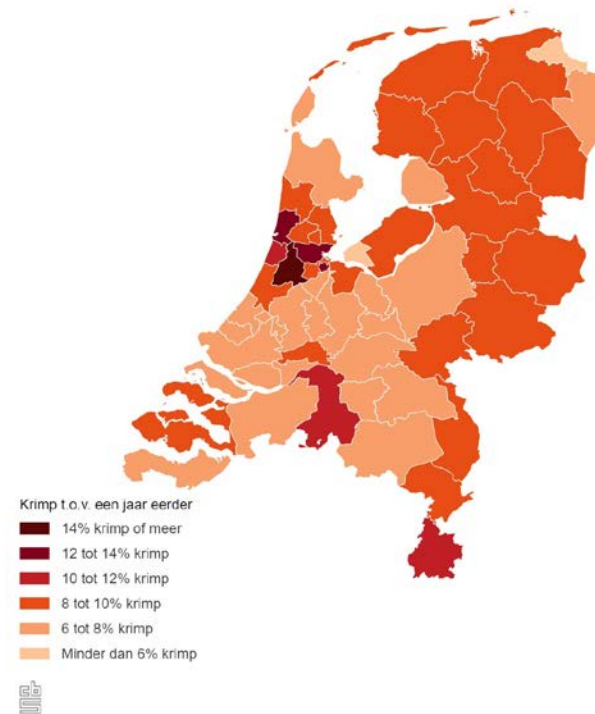 Krimp t.o.v. een jaar eerder
14% krimp of meer
12 tot 14% krimp
10 tot 12% krimp
8 tot 10% krimp
6 tot 8% krimp
Minder dan 6% krimp